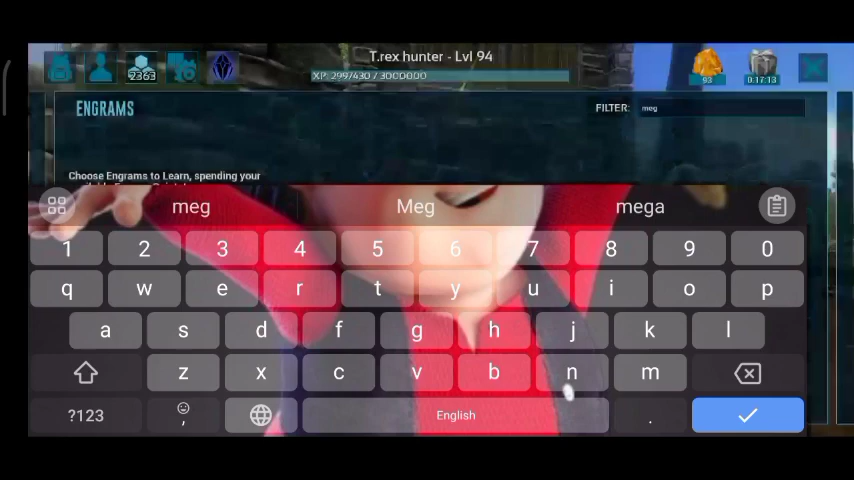 T.rex hunter - Lvl 94
2363
XP: 2997430 / 3000000
93
0:17:13
ENGRAMS
FILTER: meg
Choose Engrams to Learn, spending your
meg Meg mega
1 2 3 4 5 6 7 8 9 0
q w e r t y u i o p
a s d f g h j k l
z x c v b n m
?123 , English .